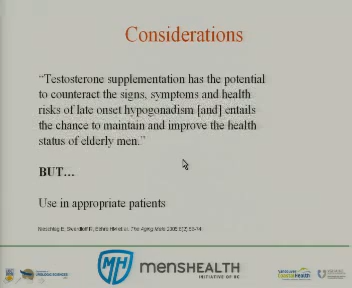 Considerations
“Testosterone supplementation has the potential
to counteract the signs, symptoms and health
risks of late onset hypogonadism [and] entails
the chance to maintain and improve the health
status of elderly men.”
BUT…
Use in appropriate patients
The Aging Male
MH
MENSHEALTH
INITIATIVE OF BC